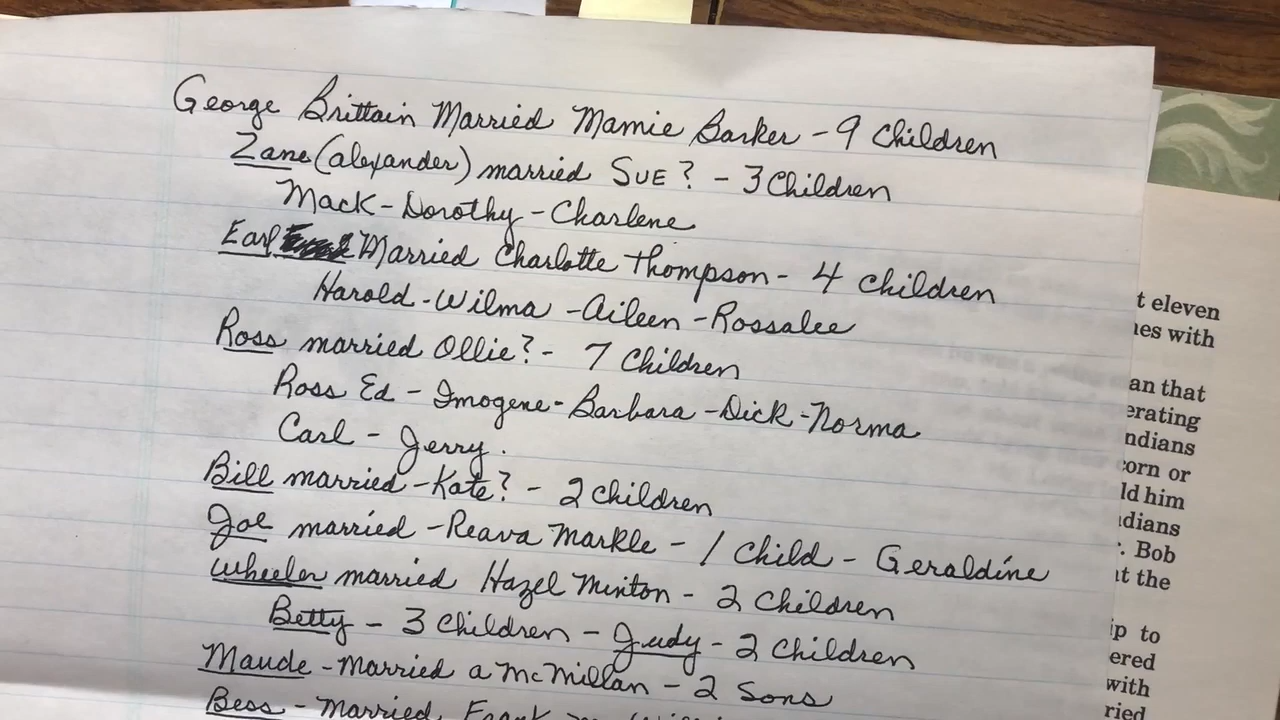 George Brittain Married Mamie Barker - 9 Children
Zane (alexander) married SUE? - 3 Children
Mack - Dorothy - Charlene
Earl Married Charlotte Thompson - 4 Children
Harold - Wilma - Aileen - Rossalee
Ross married Ollie? - 7 Children
Ross Ed - Imogene - Barbara - Dick - Norma
Carl - Jerry.
Bill married - Kate? - 2 Children
Joe married - Reava Markle - 1 Child - Geraldine
Wheeler married Hazel Minton - 2 Children
Betty - 3 Children - Judy - 2 Children
Maude - Married a McMillan - 2 Sons
Bess - Married Frank
t eleven
nes with
an that
erating
ndians
corn or
ld him
ndians
. Bob
at the
ip to
ered
with
ried